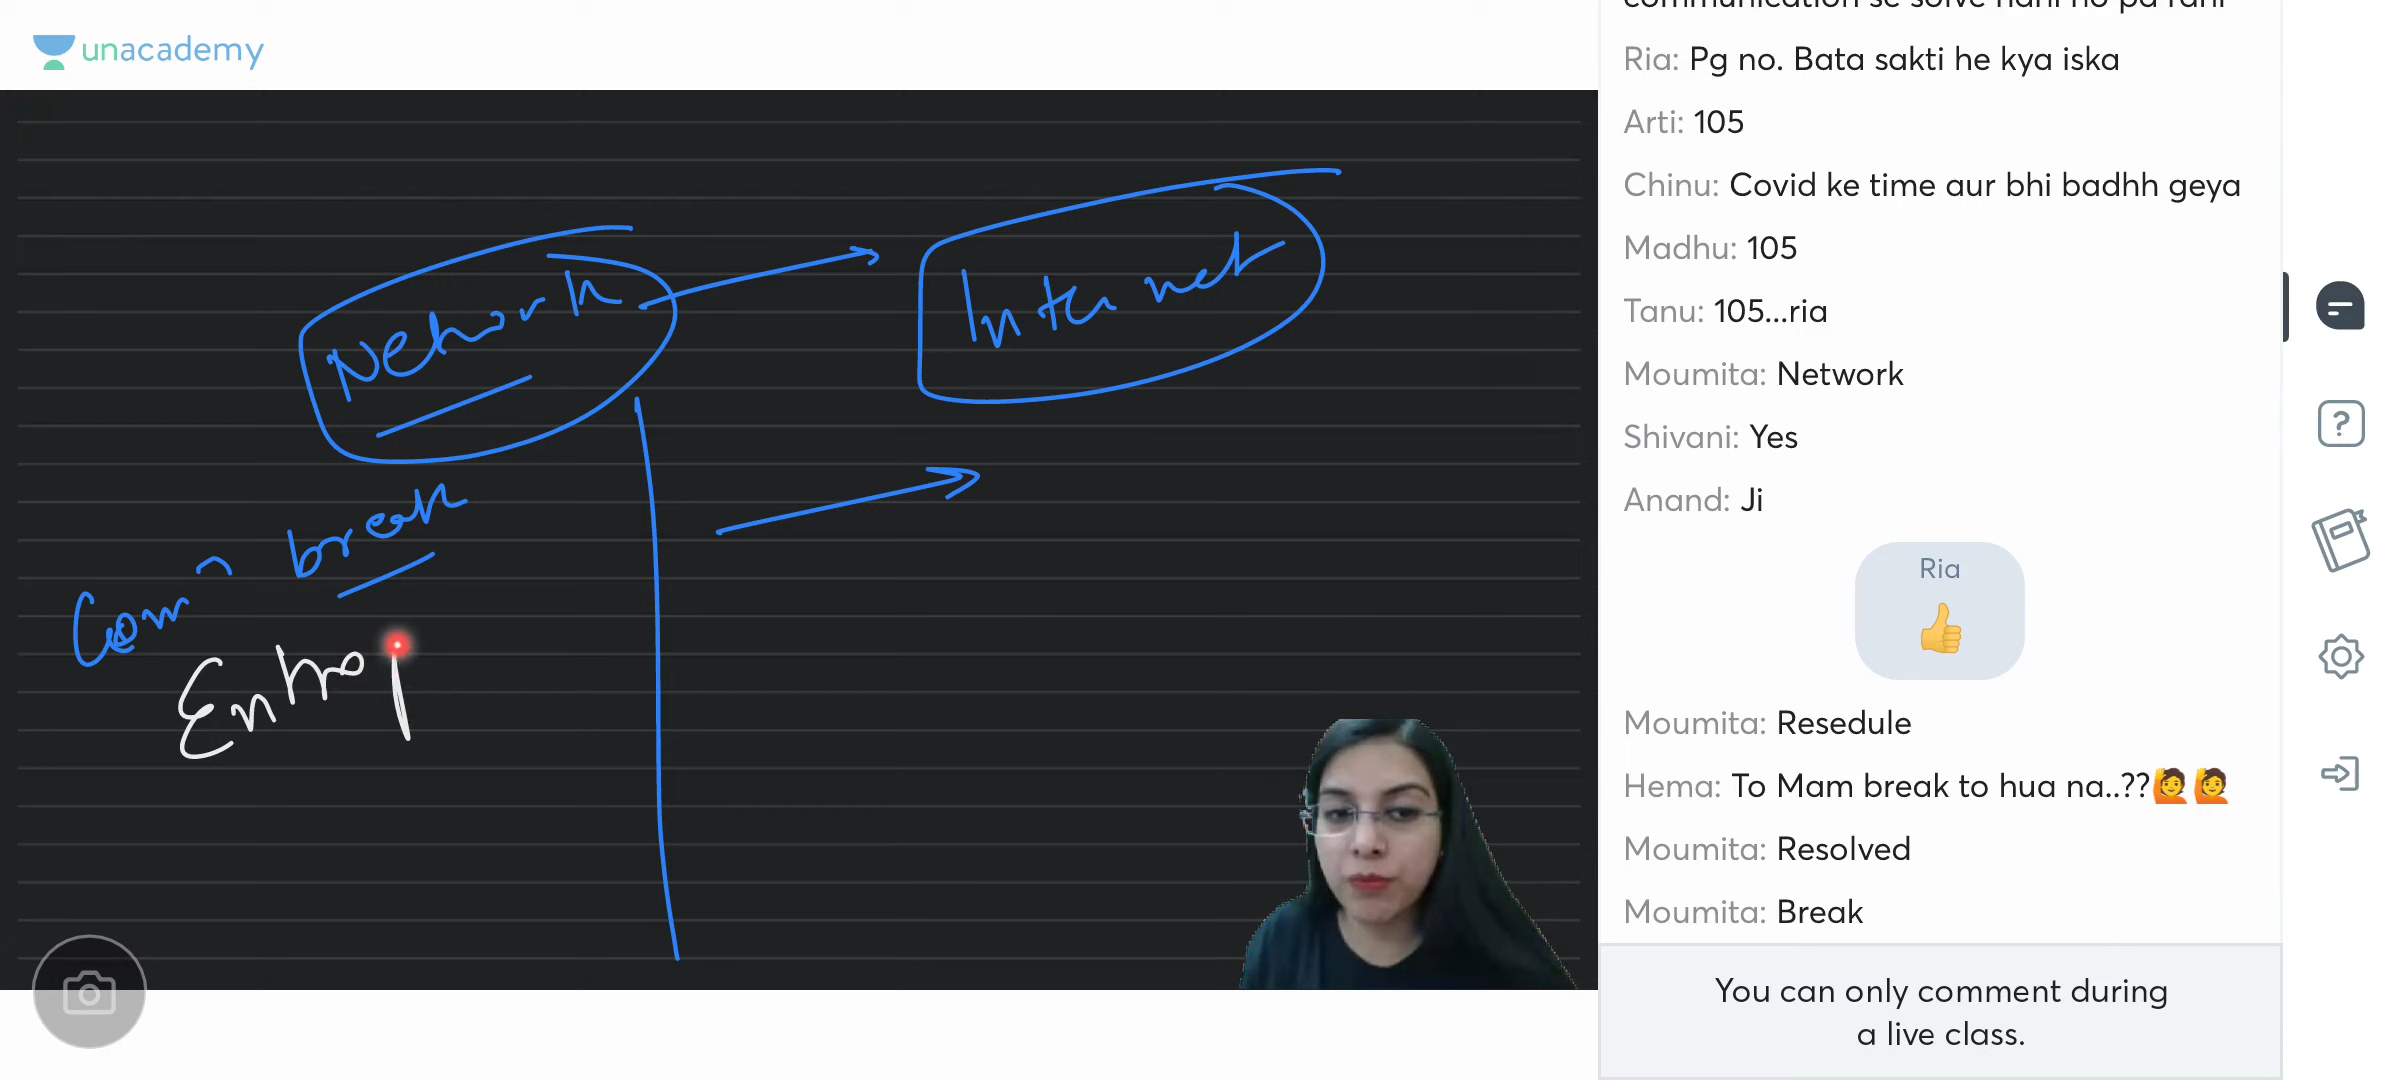 unacademy
Network
Internet
Com^n break
Entrop
Ria: Pg no. Bata sakti he kya iska
Arti: 105
Chinu: Covid ke time aur bhi badhh geya
Madhu: 105
Tanu: 105...ria
Moumita: Network
Shivani: Yes
Anand: Ji
Ria
👍
Moumita: Resedule
Hema: To Mam break to hua na..??🙋🙋
Moumita: Resolved
Moumita: Break
You can only comment during
a live class.